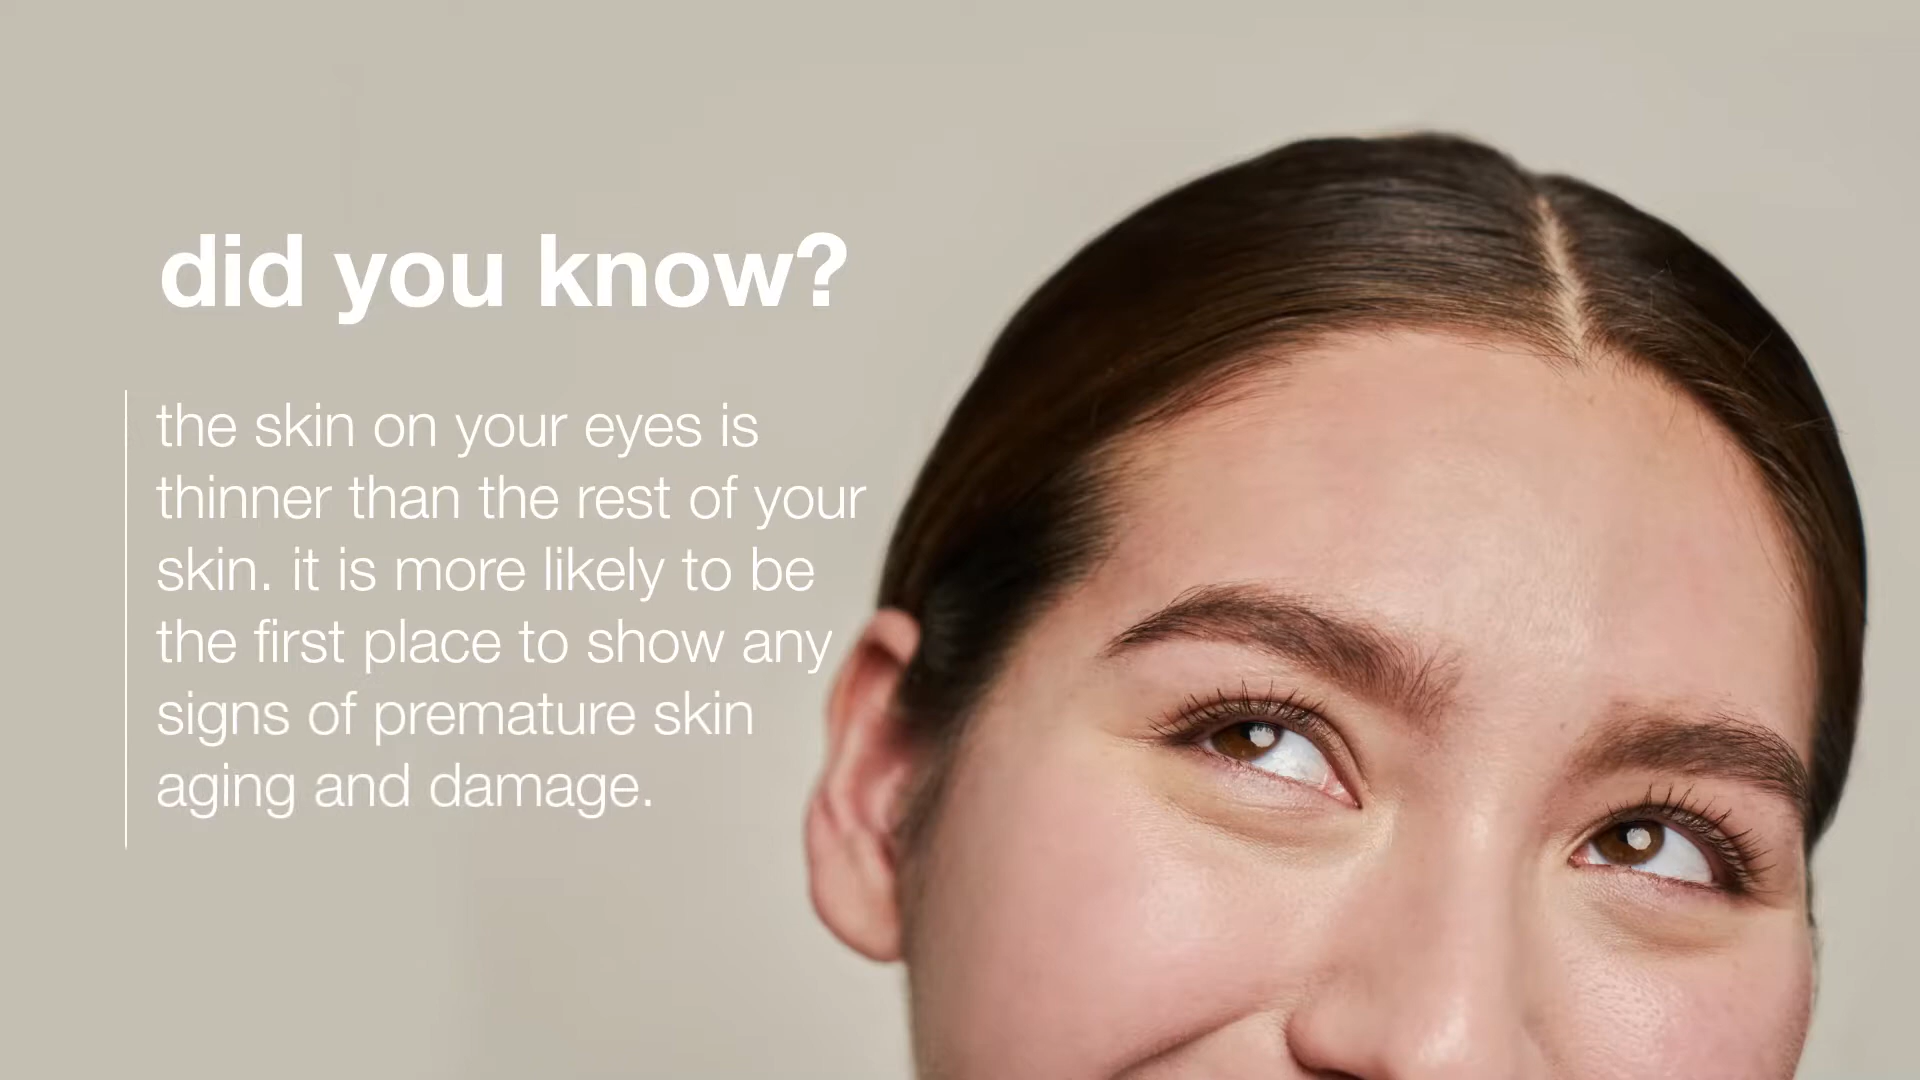 did you know?
the skin on your eyes is
thinner than the rest of your
skin. it is more likely to be
the first place to show any
signs of premature skin
aging and damage.